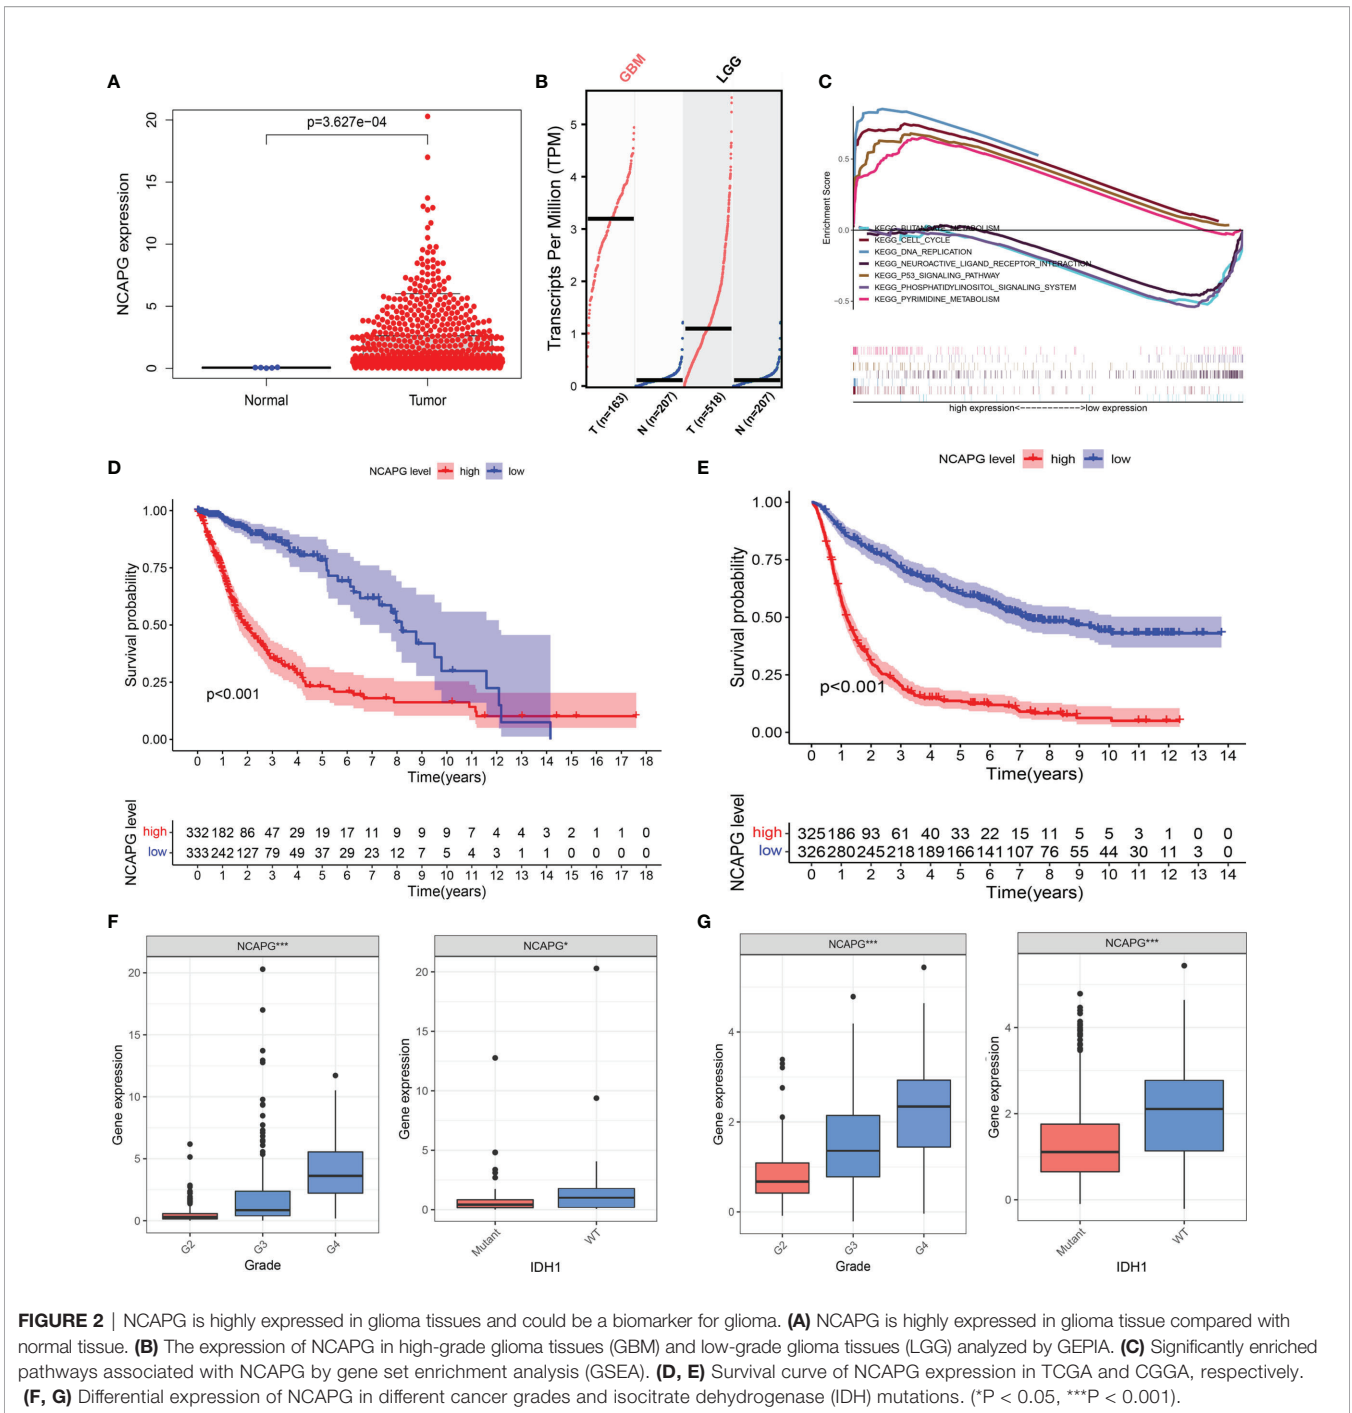 A
p=3.627e−04
NCAPG expression
20
15
10
5
0
Normal
Tumor
B
GBM
LGG
Transcripts Per Million (TPM)
5
4
3
2
1
0
T (n=163)
N (n=207)
T (n=518)
N (n=207)
C
Enrichment Score
0.5
0.0
−0.5
KEGG_BUTANOATE_METABOLISM
KEGG_CELL_CYCLE
KEGG_DNA_REPLICATION
KEGG_NEUROACTIVE_LIGAND_RECEPTOR_INTERACTION
KEGG_P53_SIGNALING_PATHWAY
KEGG_PHOSPHATIDYLINOSITOL_SIGNALING_SYSTEM
KEGG_PYRIMIDINE_METABOLISM
high expression<------------->low expression
D
NCAPG level high low
Survival probability
1.00
0.75
0.50
0.25
0.00
p<0.001
0 1 2 3 4 5 6 7 8 9 10 11 12 13 14 15 16 17 18
Time(years)
NCAPG level
high 332 182 86 47 29 19 17 11 9 9 9 7 4 4 3 2 1 1 0
low 333 242 127 79 49 37 29 23 12 7 5 4 3 1 1 0 0 0 0
0 1 2 3 4 5 6 7 8 9 10 11 12 13 14 15 16 17 18
Time(years)
E
NCAPG level high low
Survival probability
1.00
0.75
0.50
0.25
0.00
p<0.001
0 1 2 3 4 5 6 7 8 9 10 11 12 13 14
Time(years)
NCAPG level
high 325 186 93 61 40 33 22 15 11 5 5 3 1 0 0
low 326 280 245 218 189 166 141 107 76 55 44 30 11 3 0
0 1 2 3 4 5 6 7 8 9 10 11 12 13 14
Time(years)
F
NCAPG***
Gene expression
20
15
10
5
0
G2
G3
G4
Grade
NCAPG*
Gene expression
20
15
10
5
0
Mutant
WT
IDH1
G
NCAPG***
Gene expression
4
2
0
G2
G3
G4
Grade
NCAPG***
Gene expression
4
2
0
Mutant
WT
IDH1
FIGURE 2 | NCAPG is highly expressed in glioma tissues and could be a biomarker for glioma. (A) NCAPG is highly expressed in glioma tissue compared with
normal tissue. (B) The expression of NCAPG in high-grade glioma tissues (GBM) and low-grade glioma tissues (LGG) analyzed by GEPIA. (C) Significantly enriched
pathways associated with NCAPG by gene set enrichment analysis (GSEA). (D, E) Survival curve of NCAPG expression in TCGA and CGGA, respectively.
(F, G) Differential expression of NCAPG in different cancer grades and isocitrate dehydrogenase (IDH) mutations. (*P < 0.05, ***P < 0.001).